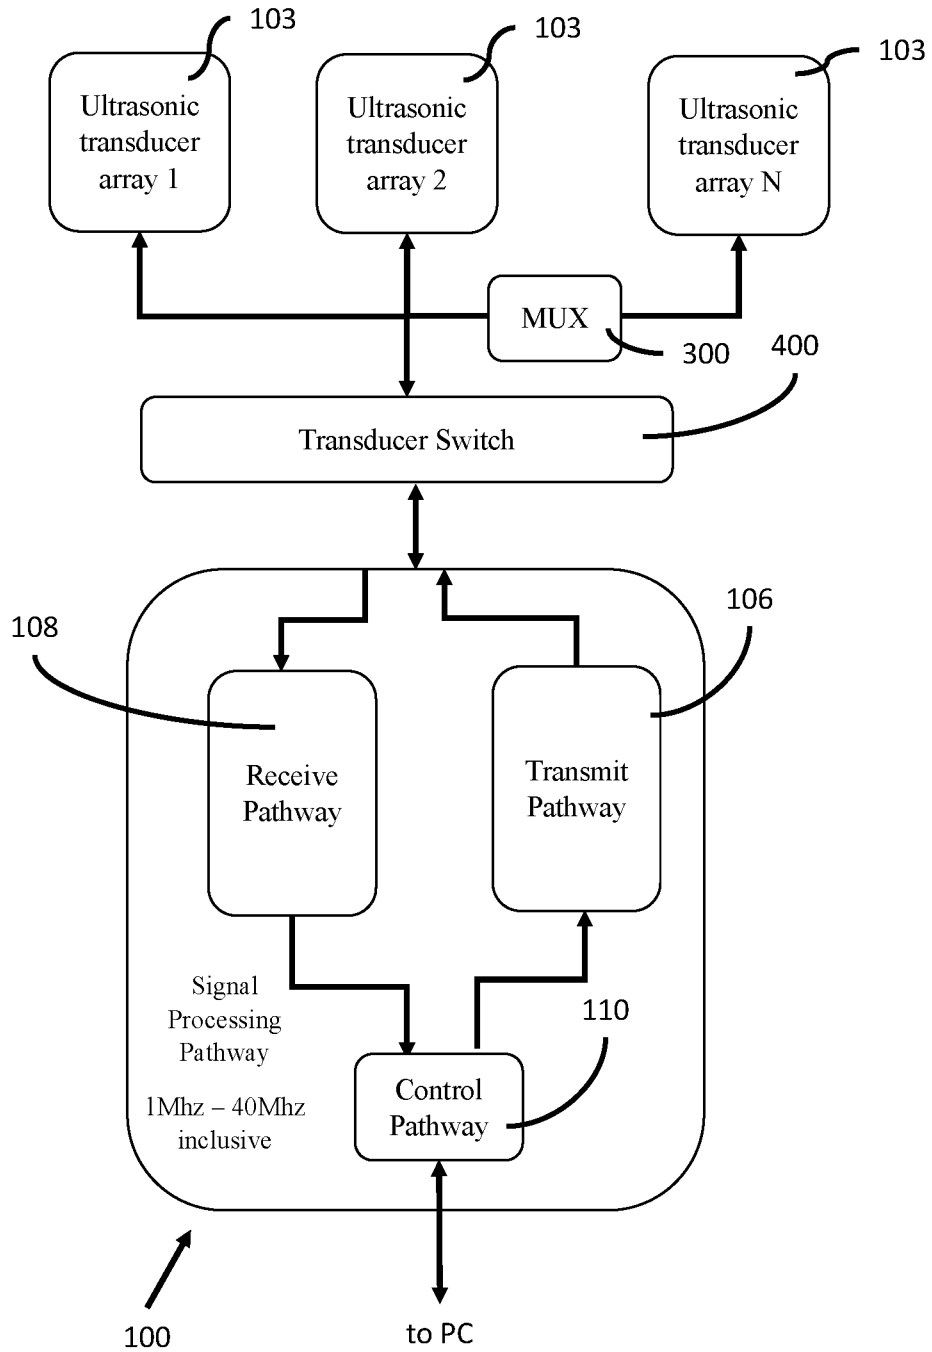 103
103
103
Ultrasonic
transducer
array 1
Ultrasonic
transducer
array 2
Ultrasonic
transducer
array N
MUX
300
400
Transducer Switch
108
106
Receive
Pathway
Transmit
Pathway
Signal
Processing
Pathway
1Mhz – 40Mhz
inclusive
110
Control
Pathway
100
to PC